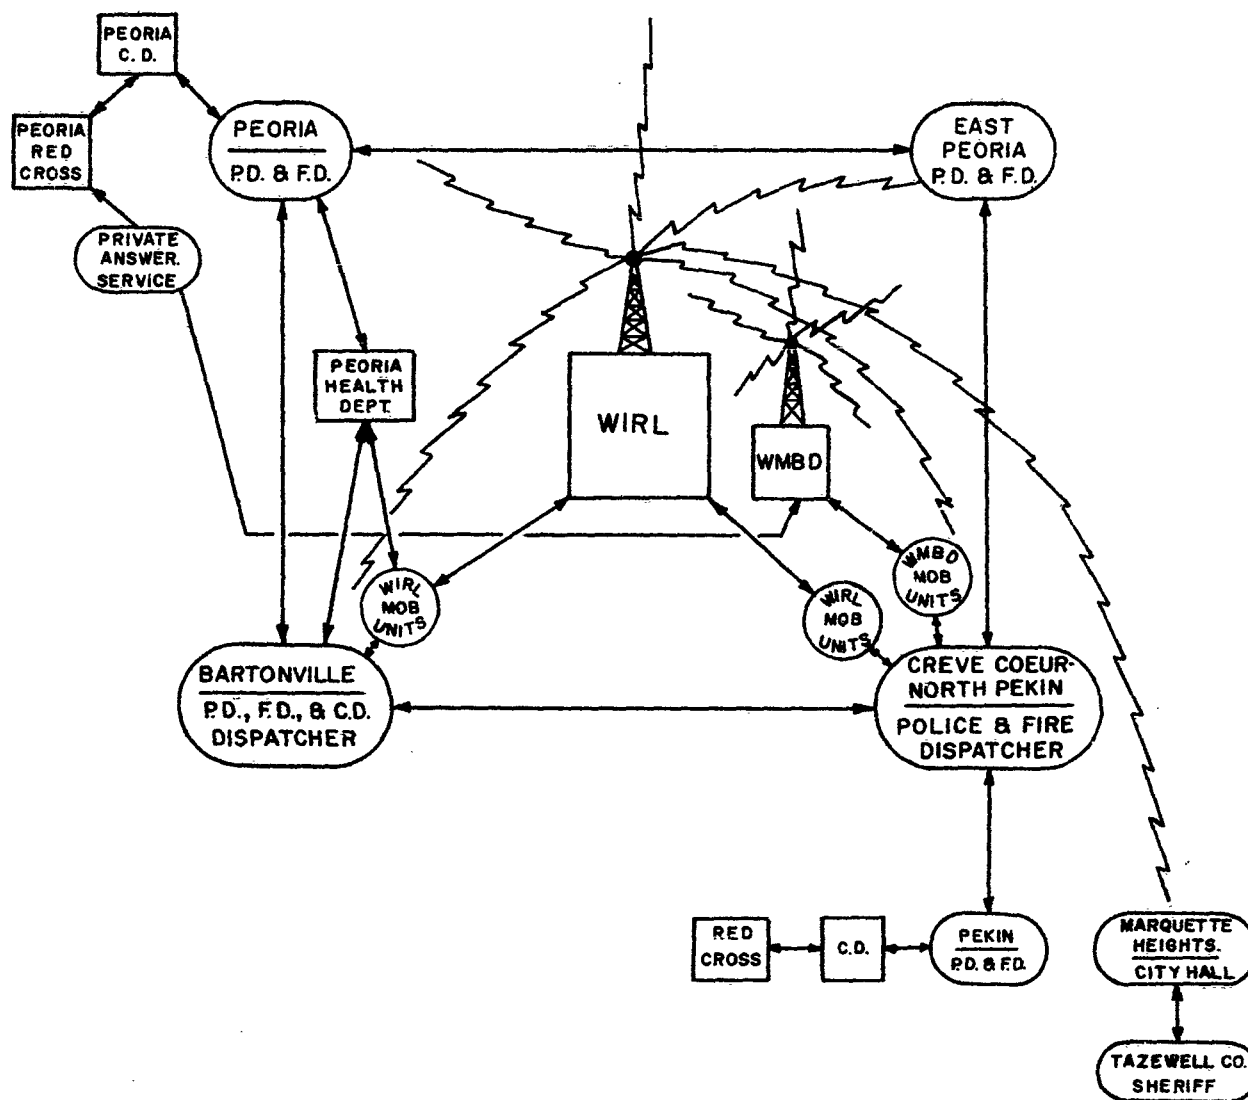 PEORIA
C. D.
PEORIA
RED
CROSS
PEORIA
P.D. & F.D.
EAST
PEORIA
P.D. & F.D.
PRIVATE
ANSWER.
SERVICE
PEORIA
HEALTH
DEPT.
WIRL
WMBD
WIRL
MOB
UNITS
WIRL
MOB
UNITS
WMBD
MOB
UNITS
BARTONVILLE
P.D., F.D., & C.D.
DISPATCHER
CREVE COEUR-
NORTH PEKIN
POLICE & FIRE
DISPATCHER
RED
CROSS
C.D.
PEKIN
P.D. & F.D.
MARQUETTE
HEIGHTS.
CITY HALL
TAZEWELL CO.
SHERIFF